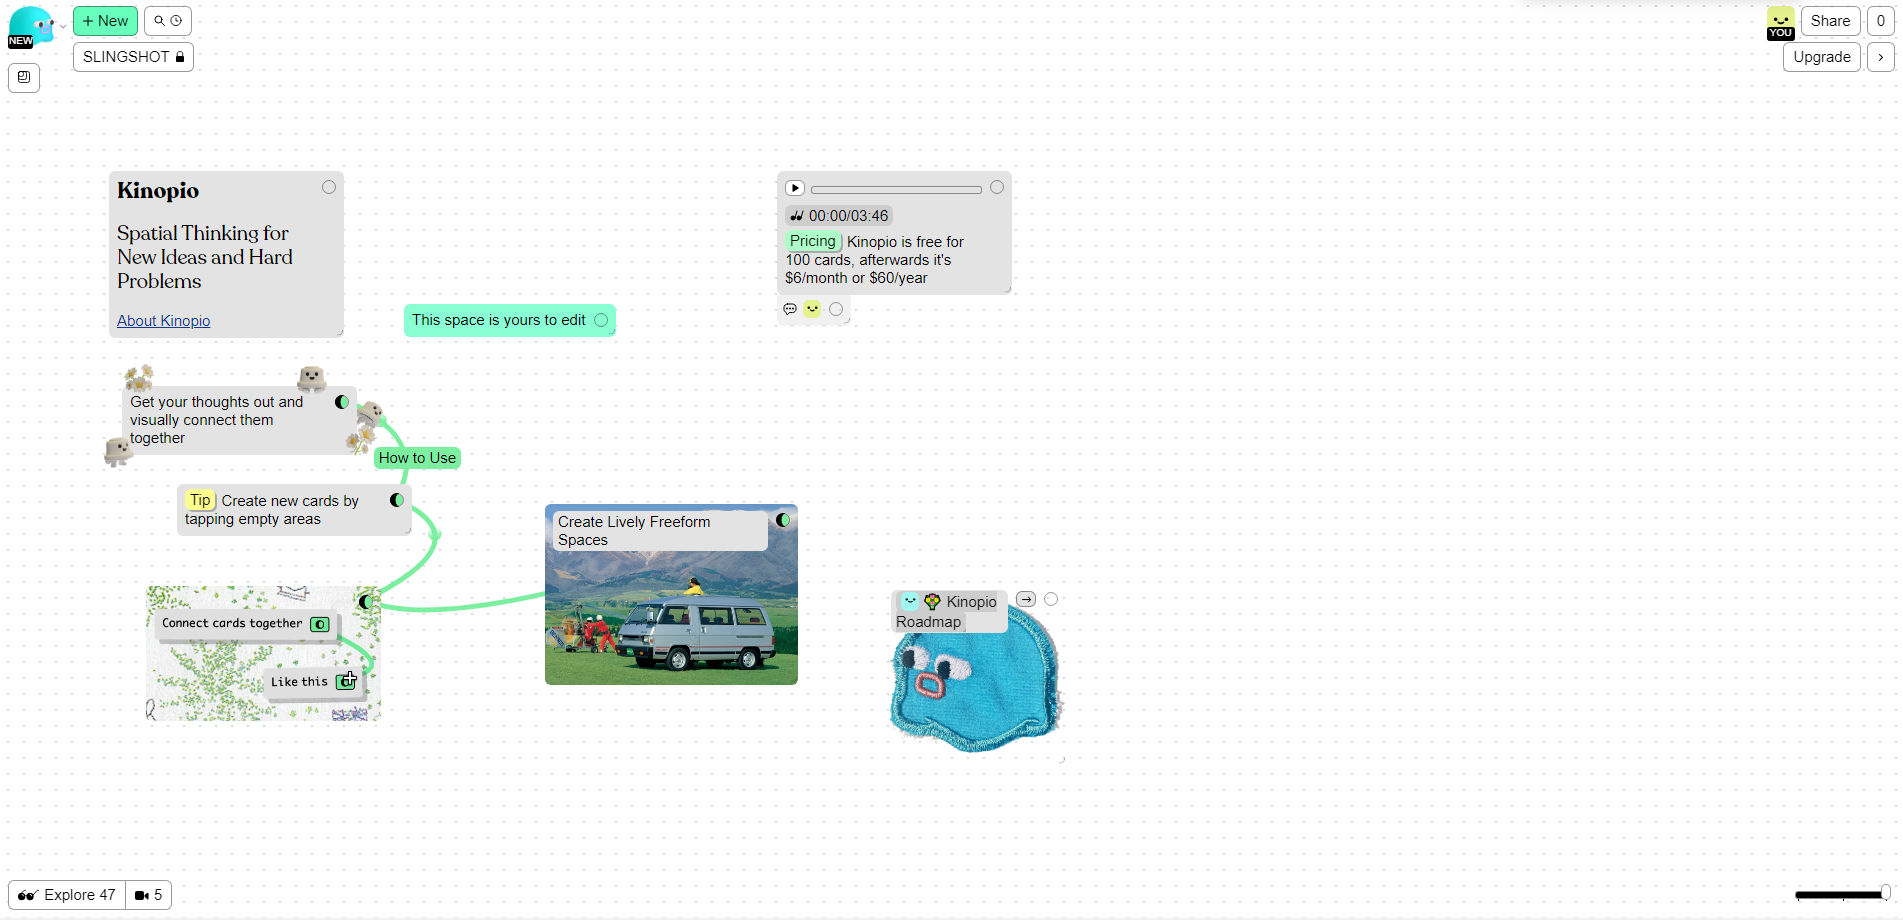 NEW
+ New
SLINGSHOT
YOU
Share
0
Upgrade
Kinopio
Spatial Thinking for
New Ideas and Hard
Problems
About Kinopio
This space is yours to edit
00:00/03:46
Pricing Kinopio is free for
100 cards, afterwards it's
$6/month or $60/year
Get your thoughts out and
visually connect them
together
How to Use
Tip Create new cards by
tapping empty areas
Connect cards together
Like this
Create Lively Freeform
Spaces
Kinopio
Roadmap
Explore 47
5